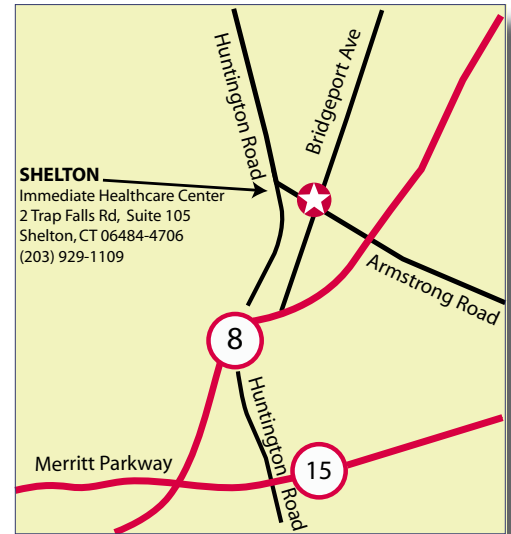 Huntington Road
Bridgeport Ave
SHELTON
Immediate Healthcare Center
2 Trap Falls Rd, Suite 105
Shelton, CT 06484-4706
(203) 929-1109
Armstrong Road
8
Huntington Road
Merritt Parkway
15